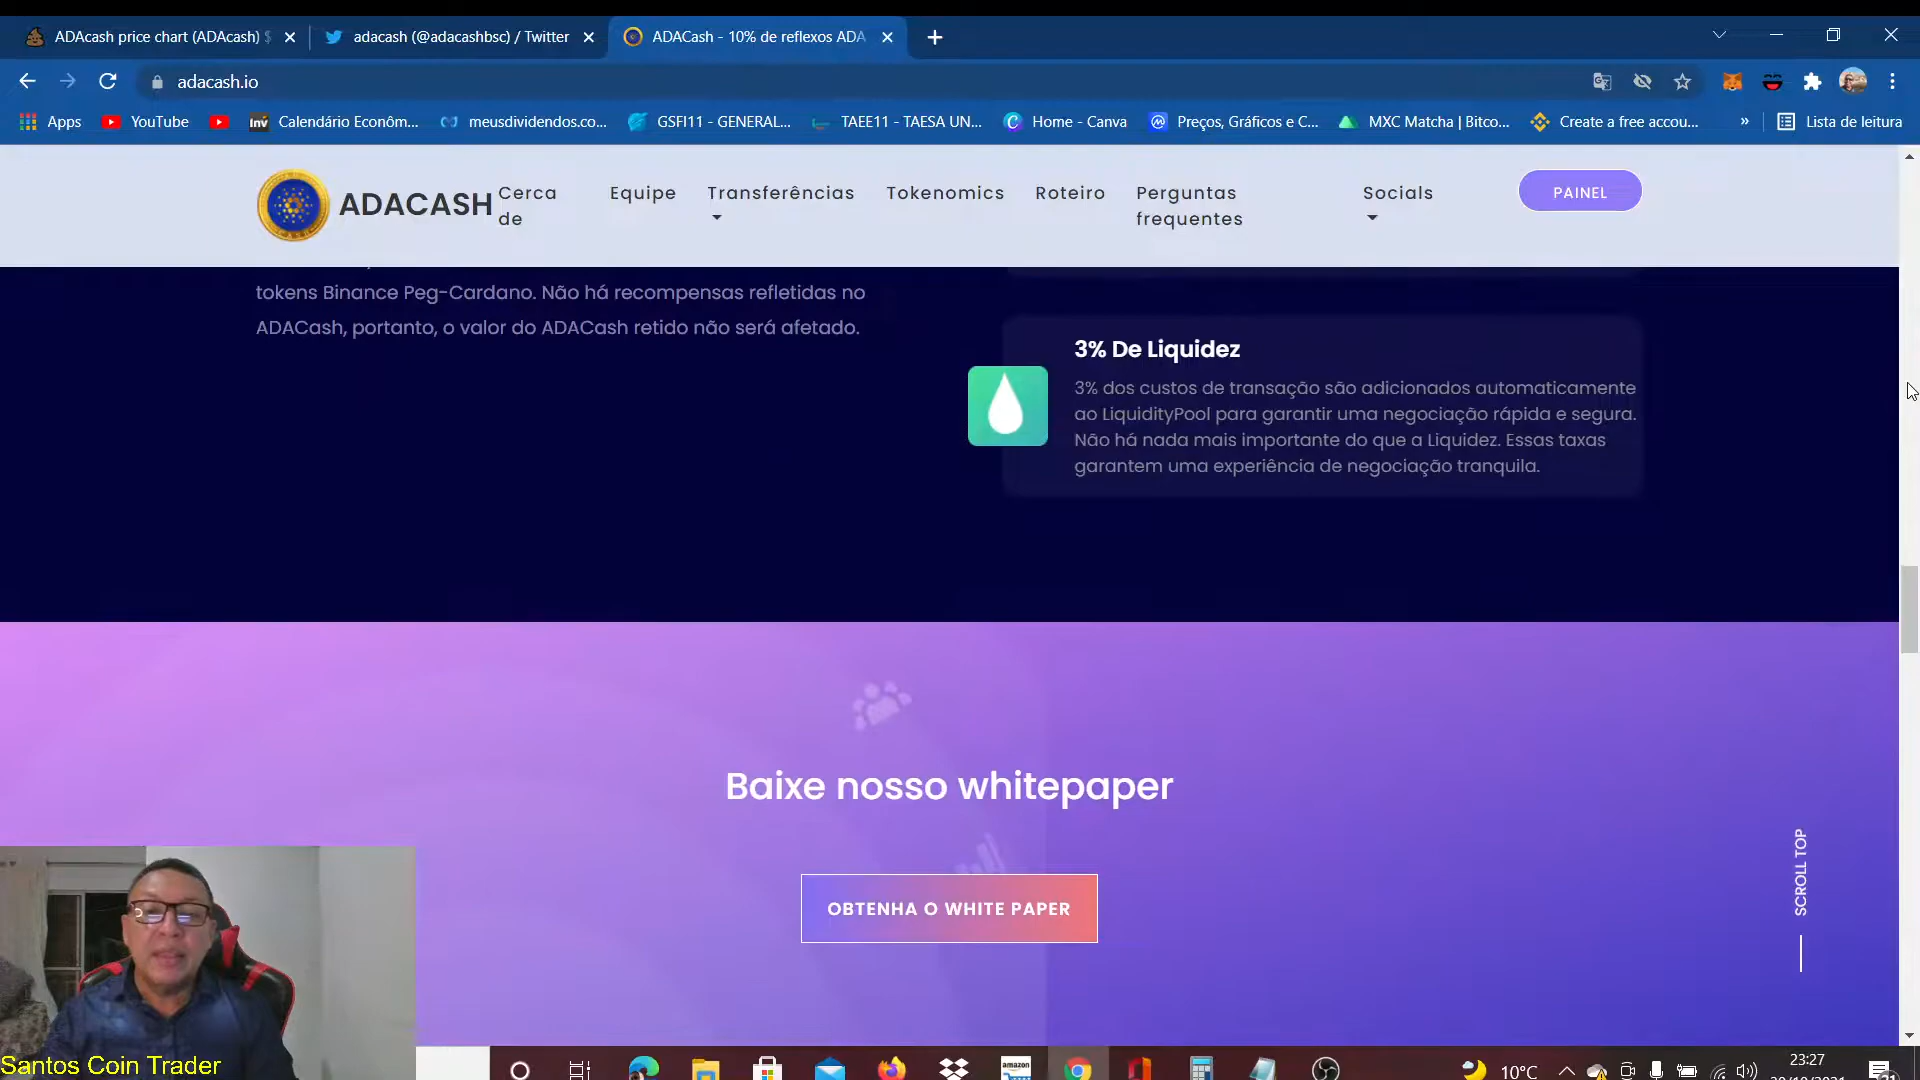 ADAcash price chart (ADAcash) $
adacash (@adacashbsc) / Twitter
ADACash - 10% de reflexos ADA
adacash.io
Apps
YouTube
Calendário Econôm...
meusdividendos.co...
GSFI11 - GENERAL...
TAEE11 - TAESA UN...
Home - Canva
Preços, Gráficos e C...
MXC Matcha | Bitco...
Create a free accou...
»
Lista de leitura
ADACASH
Cerca de
Equipe
Transferências
Tokenomics
Roteiro
Perguntas frequentes
Socials
PAINEL
tokens Binance Peg-Cardano. Não há recompensas refletidas no
ADACash, portanto, o valor do ADACash retido não será afetado.
3% De Liquidez
3% dos custos de transação são adicionados automaticamente
ao LiquidityPool para garantir uma negociação rápida e segura.
Não há nada mais importante do que a Liquidez. Essas taxas
garantem uma experiência de negociação tranquila.
Baixe nosso whitepaper
OBTENHA O WHITE PAPER
SCROLL TOP
Santos Coin Trader
amazon
10°C
23:27